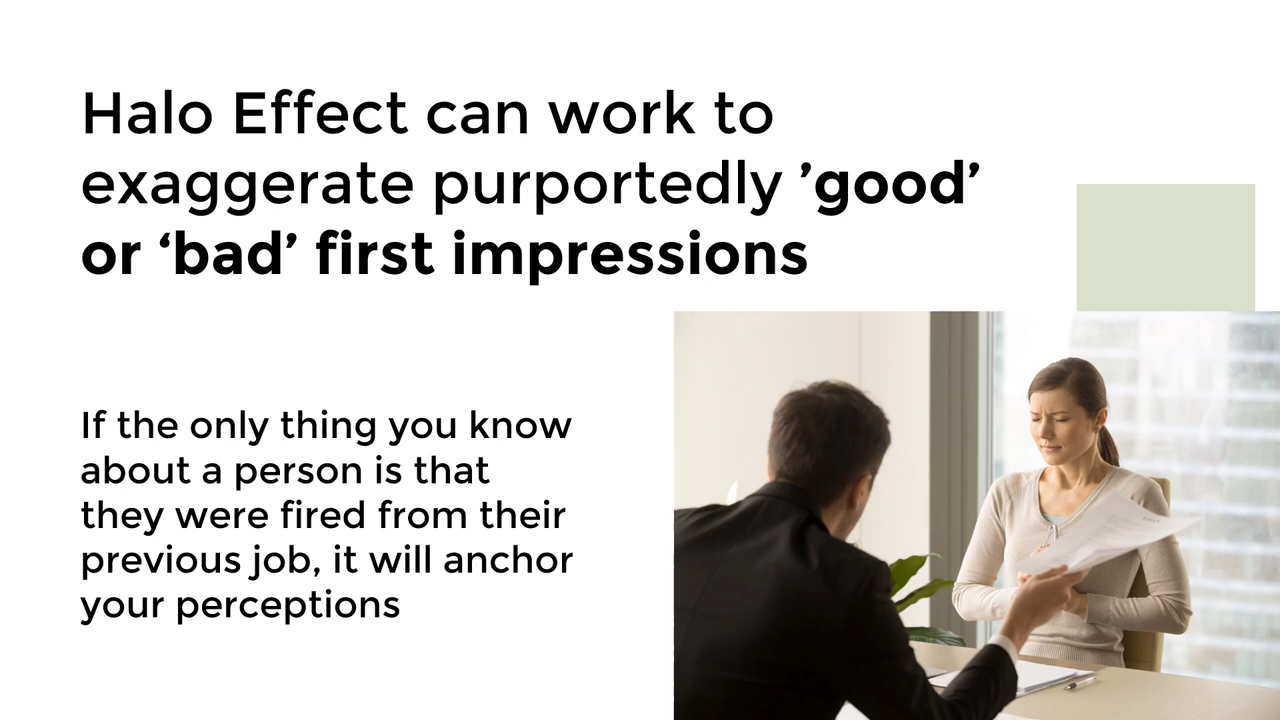 Halo Effect can work to
exaggerate purportedly ’good’
or ‘bad’ first impressions
If the only thing you know
about a person is that
they were fired from their
previous job, it will anchor
your perceptions